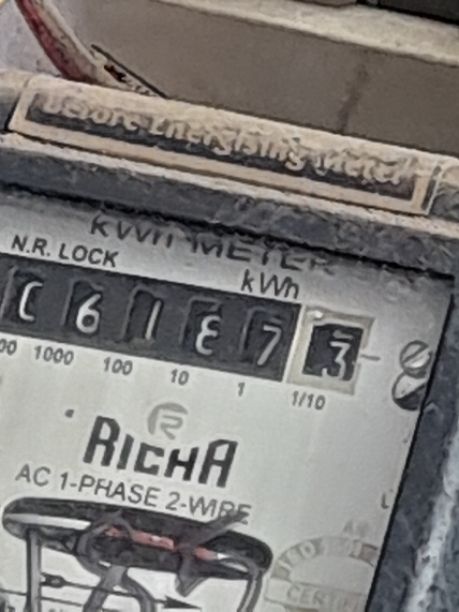 Before Energising Meter
kWh METER
N.R. LOCK
kWh
6 1 7 3
00 1000 100 10 1 1/10
RICHA
AC 1-PHASE 2-WIRE